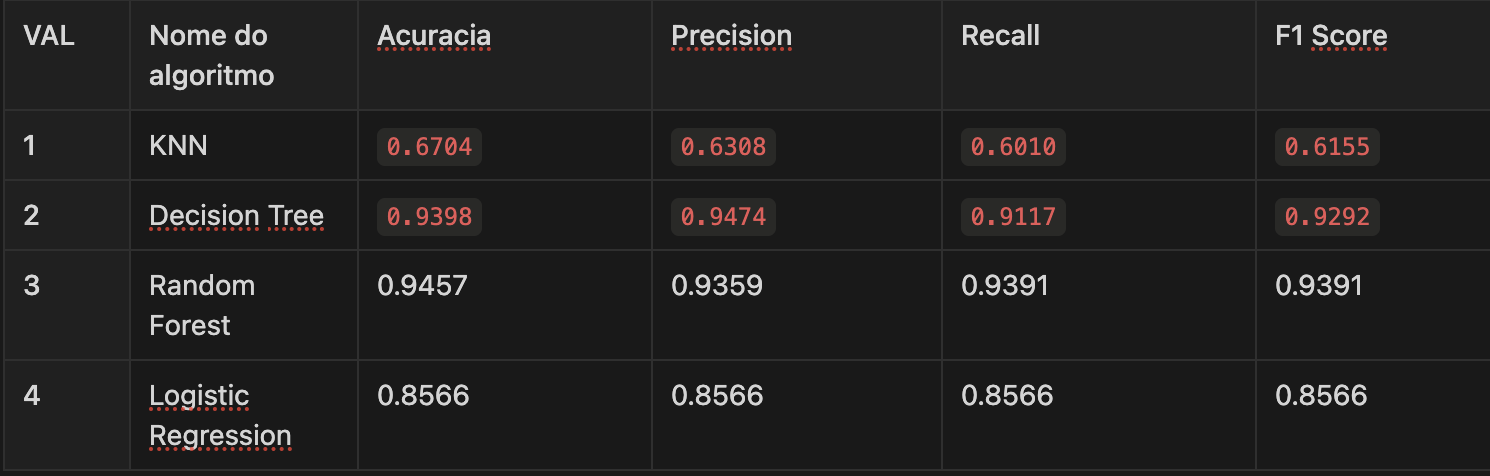 VAL Nome do Acuracia Precision Recall F1 Score
algoritmo
1 KNN 0.6704 0.6308 0.6010 0.6155
2 Decision Tree 0.9398 0.9474 0.9117 0.9292
3 Random 0.9457 0.9359 0.9391 0.9391
Forest
4 Logistic 0.8566 0.8566 0.8566 0.8566
Regression